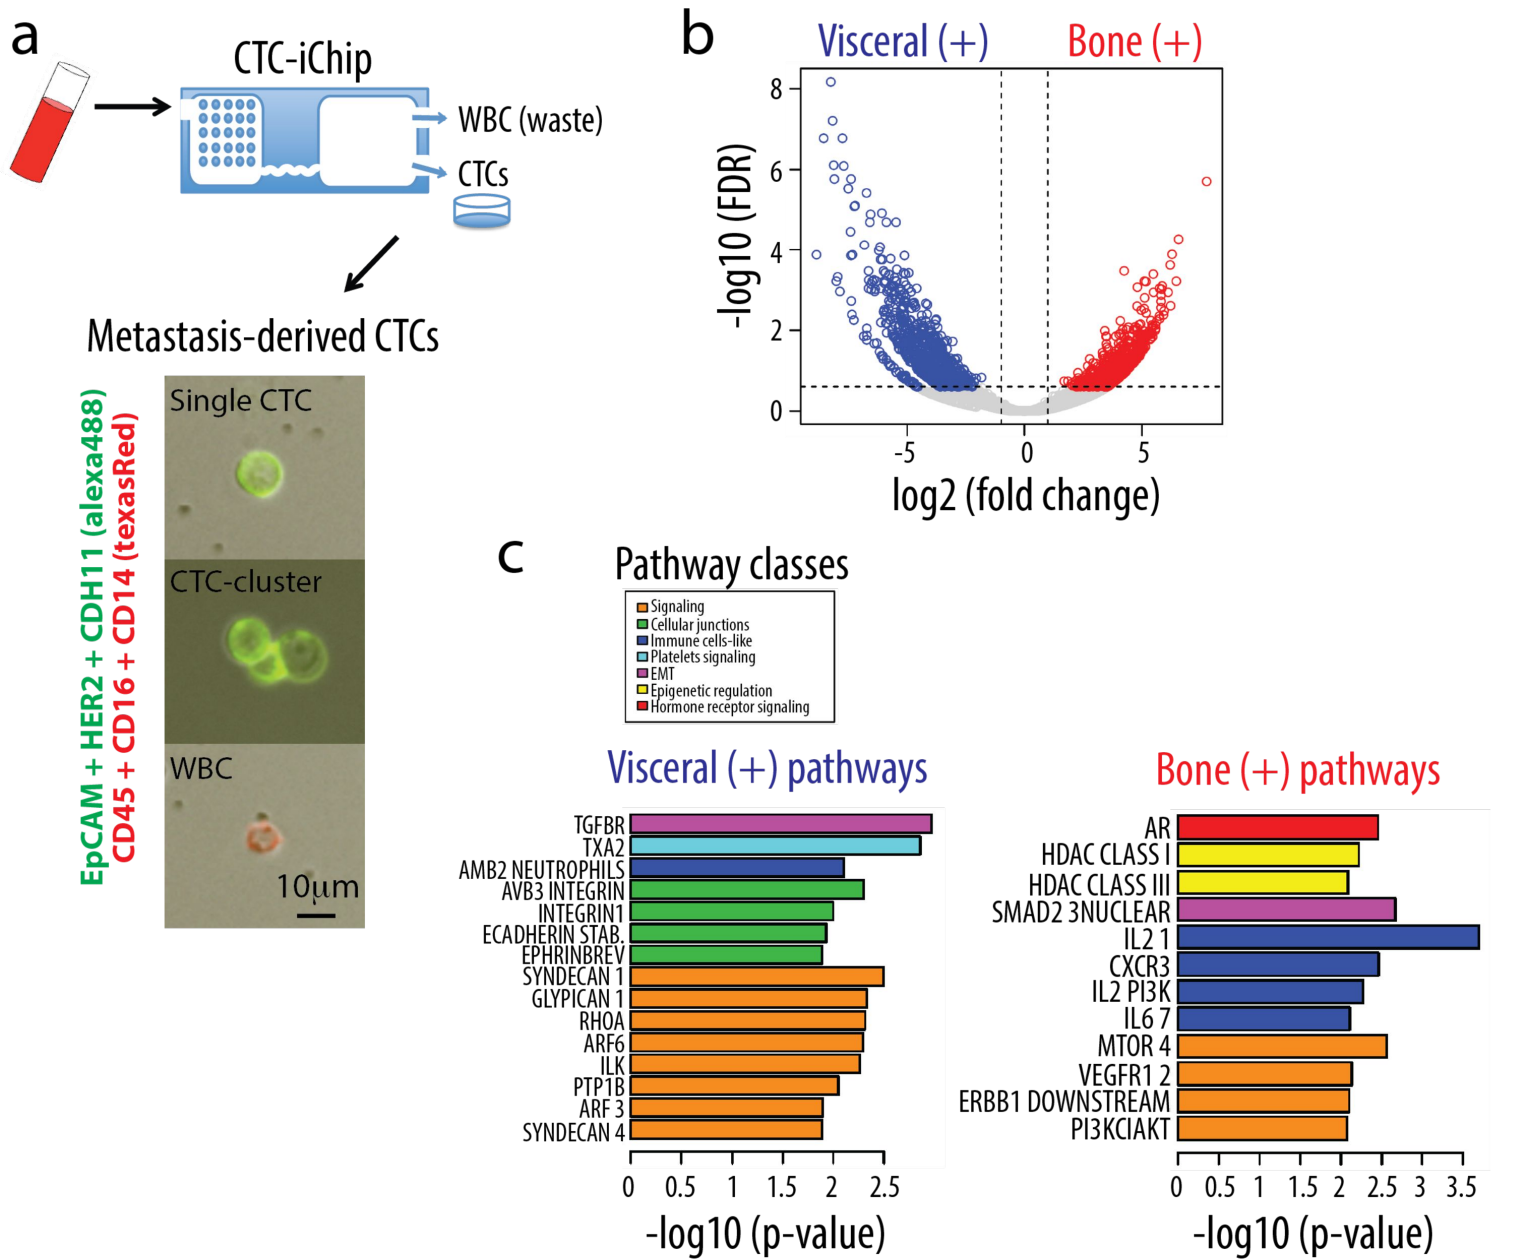 a
CTC-iChip
WBC (waste)
CTCs
Metastasis-derived CTCs
EpCAM + HER2 + CDH11 (alexa488)
CD45 + CD16 + CD14 (texasRed)
Single CTC
CTC-cluster
WBC
10μm
b
Visceral (+)
Bone (+)
-log10 (FDR)
8
6
4
2
0
-5
0
5
log2 (fold change)
c
Pathway classes
Signaling
Cellular junctions
Immune cells-like
Platelets signaling
EMT
Epigenetic regulation
Hormone receptor signaling
Visceral (+) pathways
TGFBR
TXA2
AMB2 NEUTROPHILS
AVB3 INTEGRIN
INTEGRIN1
ECADHERIN STAB.
EPHRINBREV
SYNDECAN 1
GLYPICAN 1
RHOA
ARF6
ILK
PTP1B
ARF 3
SYNDECAN 4
0 0.5 1 1.5 2 2.5
-log10 (p-value)
Bone (+) pathways
AR
HDAC CLASS I
HDAC CLASS III
SMAD2 3NUCLEAR
IL2 1
CXCR3
IL2 PI3K
IL6 7
MTOR 4
VEGFR1 2
ERBB1 DOWNSTREAM
PI3KCIAKT
0 0.5 1 1.5 2 2.5 3 3.5
-log10 (p-value)